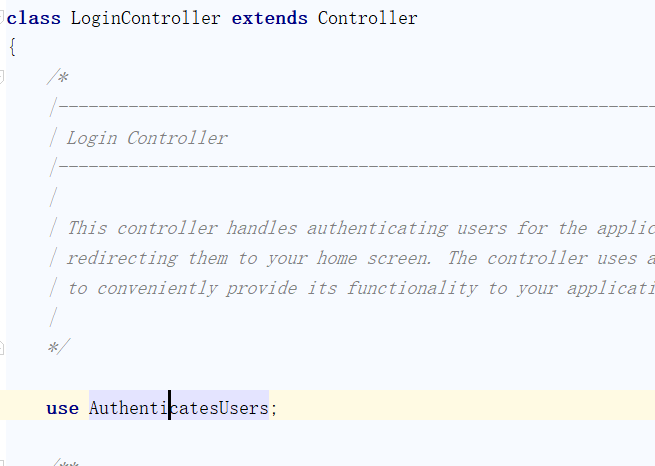 class LoginController extends Controller
{
/*
|------------------------------------------------------------
| Login Controller
|------------------------------------------------------------
|
| This controller handles authenticating users for the applic
| redirecting them to your home screen. The controller uses a
| to conveniently provide its functionality to your applicati
|
*/
use AuthenticatesUsers;
/**